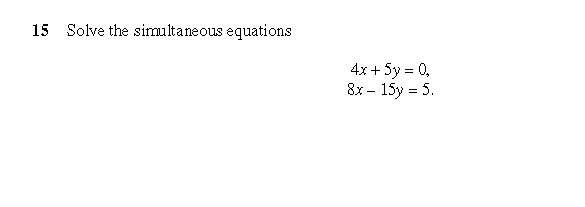 15 Solve the simultaneous equations
4x + 5y = 0,
8x – 15y = 5.